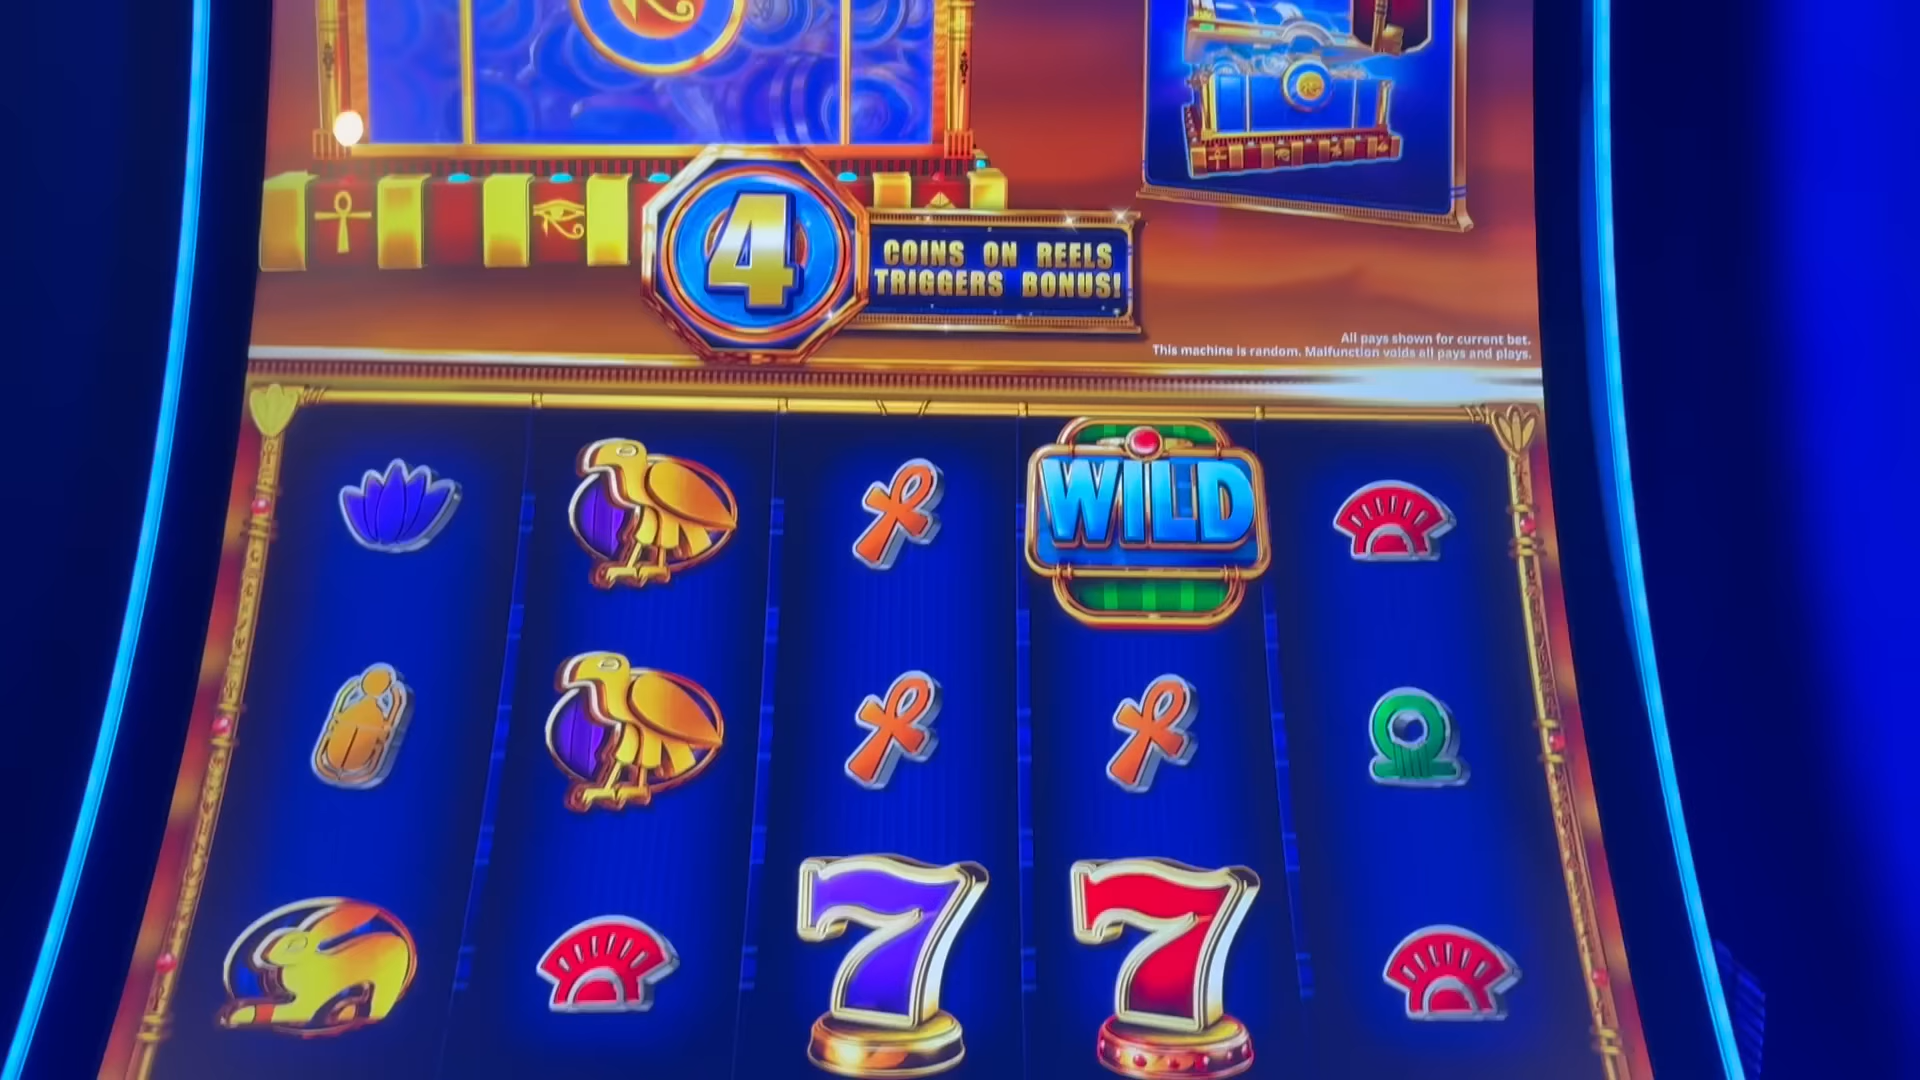 4
COINS ON REELS
TRIGGERS BONUS!
All pays shown for current bet.
This machine is random. Malfunction voids all pays and plays.
WILD
7 7